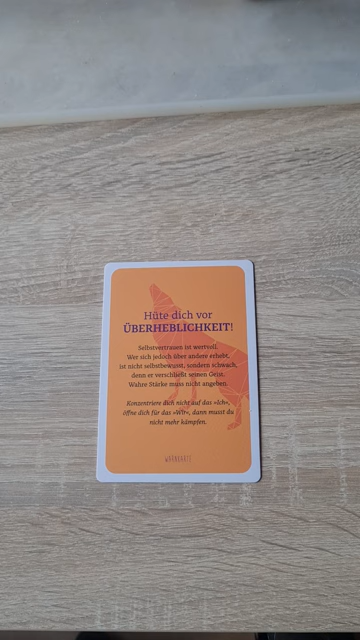 Hüte dich vor
ÜBERHEBLICHKEIT!
Selbstvertrauen ist wertvoll.
Wer sich jedoch über andere erhebt,
ist nicht selbstbewusst, sondern schwach,
denn er verschließt seinen Geist.
Wahre Stärke muss nicht angeben.
Konzentriere dich nicht auf das »Ich«,
öffne dich für das »Wir«, dann musst du
nicht mehr kämpfen.
WARNKARTE